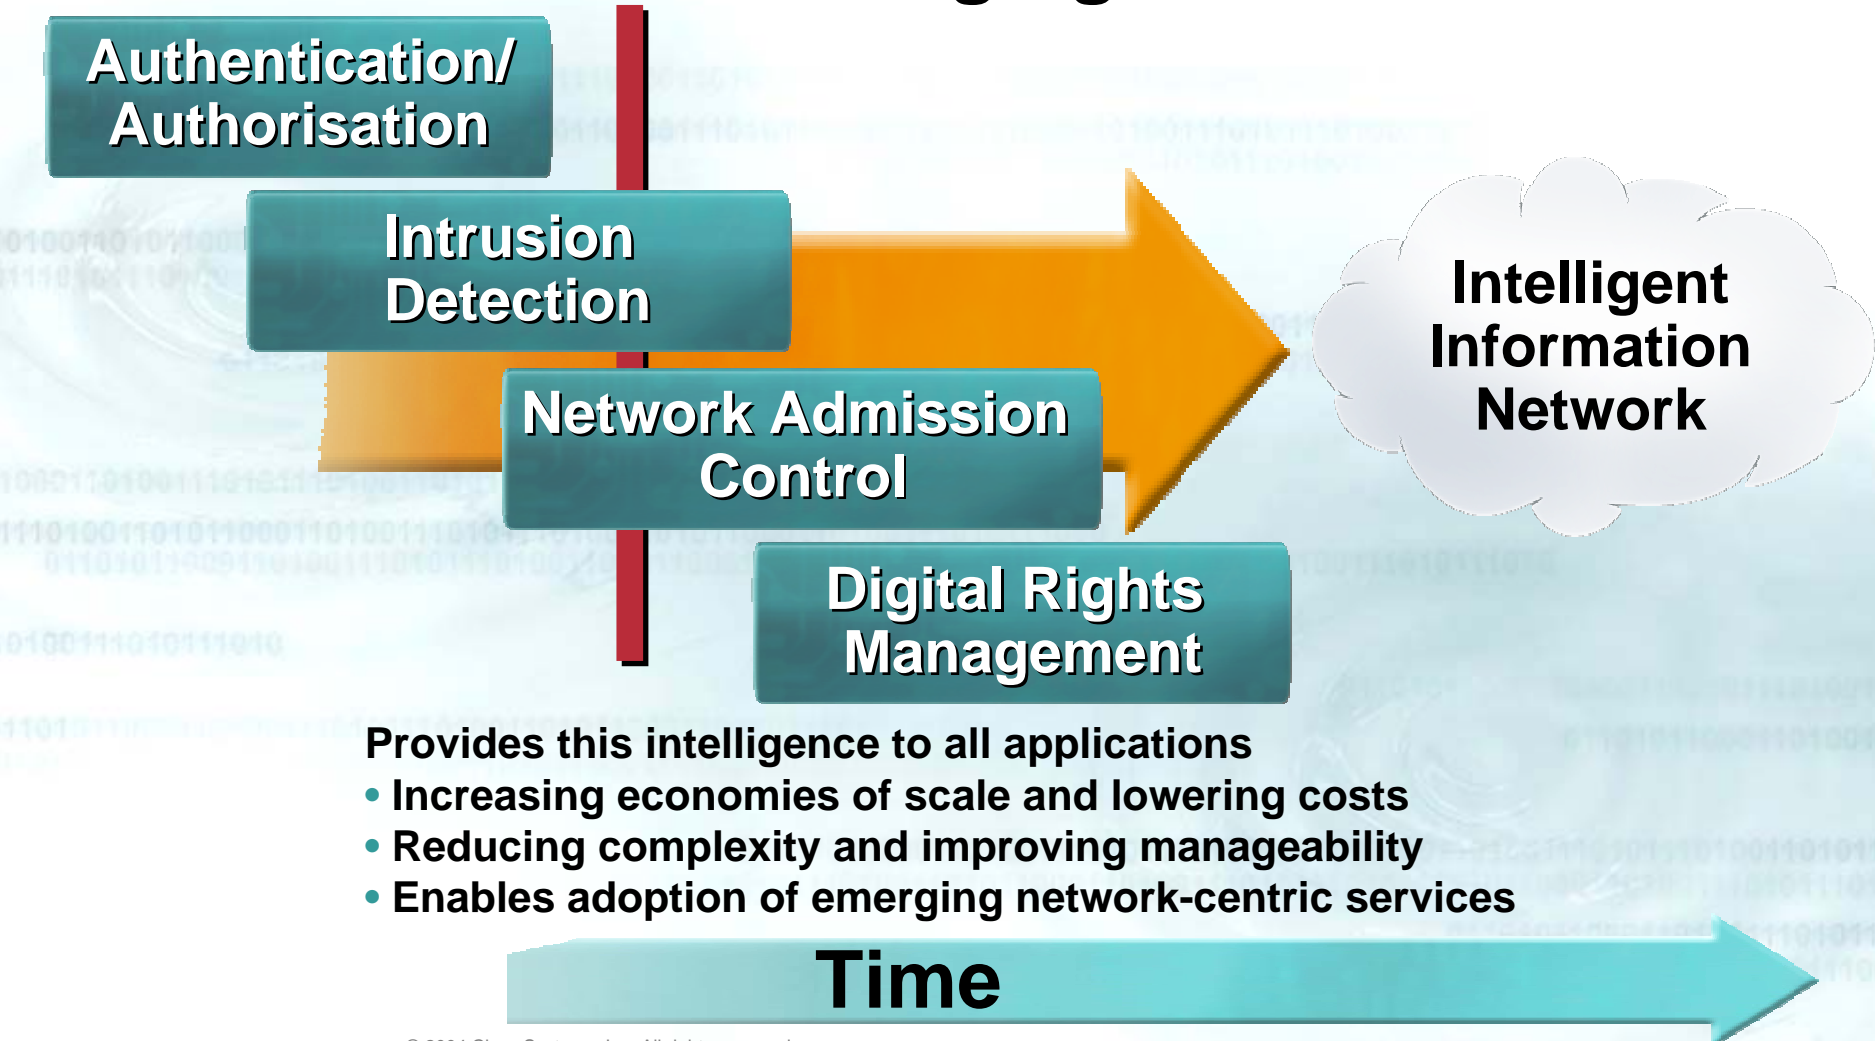 Authentication/
Authorisation
Intrusion
Detection
Network Admission
Control
Digital Rights
Management
Intelligent
Information
Network
Provides this intelligence to all applications
• Increasing economies of scale and lowering costs
• Reducing complexity and improving manageability
• Enables adoption of emerging network-centric services
Time